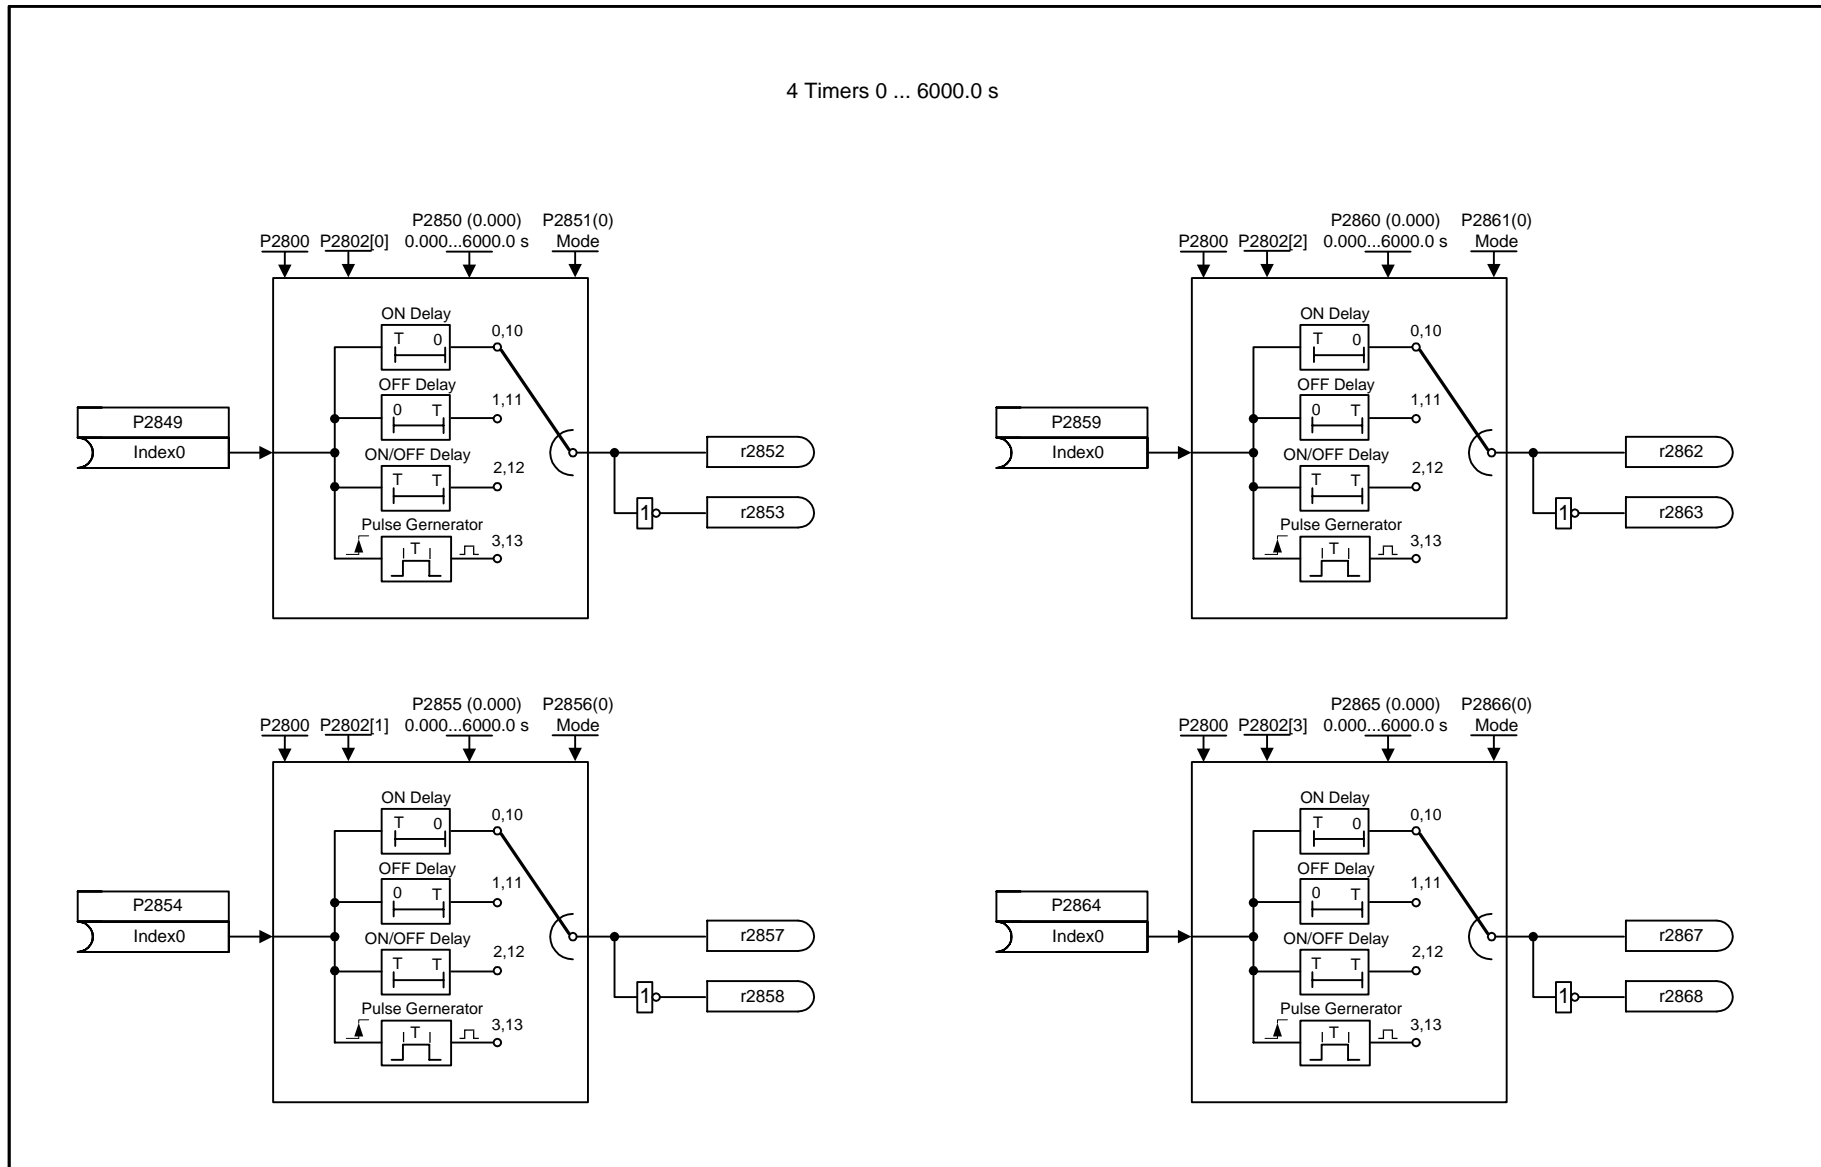 4 Timers 0 ... 6000.0 s
P2850 (0.000) P2851(0)
P2800 P2802[0] 0.000...6000.0 s Mode
ON Delay
T 0
0,10
OFF Delay
0 T
1,11
P2849
Index0
ON/OFF Delay
T T
2,12
r2852
Pulse Gernerator
T
3,13
1
r2853
P2860 (0.000) P2861(0)
P2800 P2802[2] 0.000...6000.0 s Mode
ON Delay
T 0
0,10
OFF Delay
0 T
1,11
P2859
Index0
ON/OFF Delay
T T
2,12
r2862
Pulse Gernerator
T
3,13
1
r2863
P2855 (0.000) P2856(0)
P2800 P2802[1] 0.000...6000.0 s Mode
ON Delay
T 0
0,10
OFF Delay
0 T
1,11
P2854
Index0
ON/OFF Delay
T T
2,12
r2857
Pulse Gernerator
T
3,13
1
r2858
P2865 (0.000) P2866(0)
P2800 P2802[3] 0.000...6000.0 s Mode
ON Delay
T 0
0,10
OFF Delay
0 T
1,11
P2864
Index0
ON/OFF Delay
T T
2,12
r2867
Pulse Gernerator
T
3,13
1
r2868